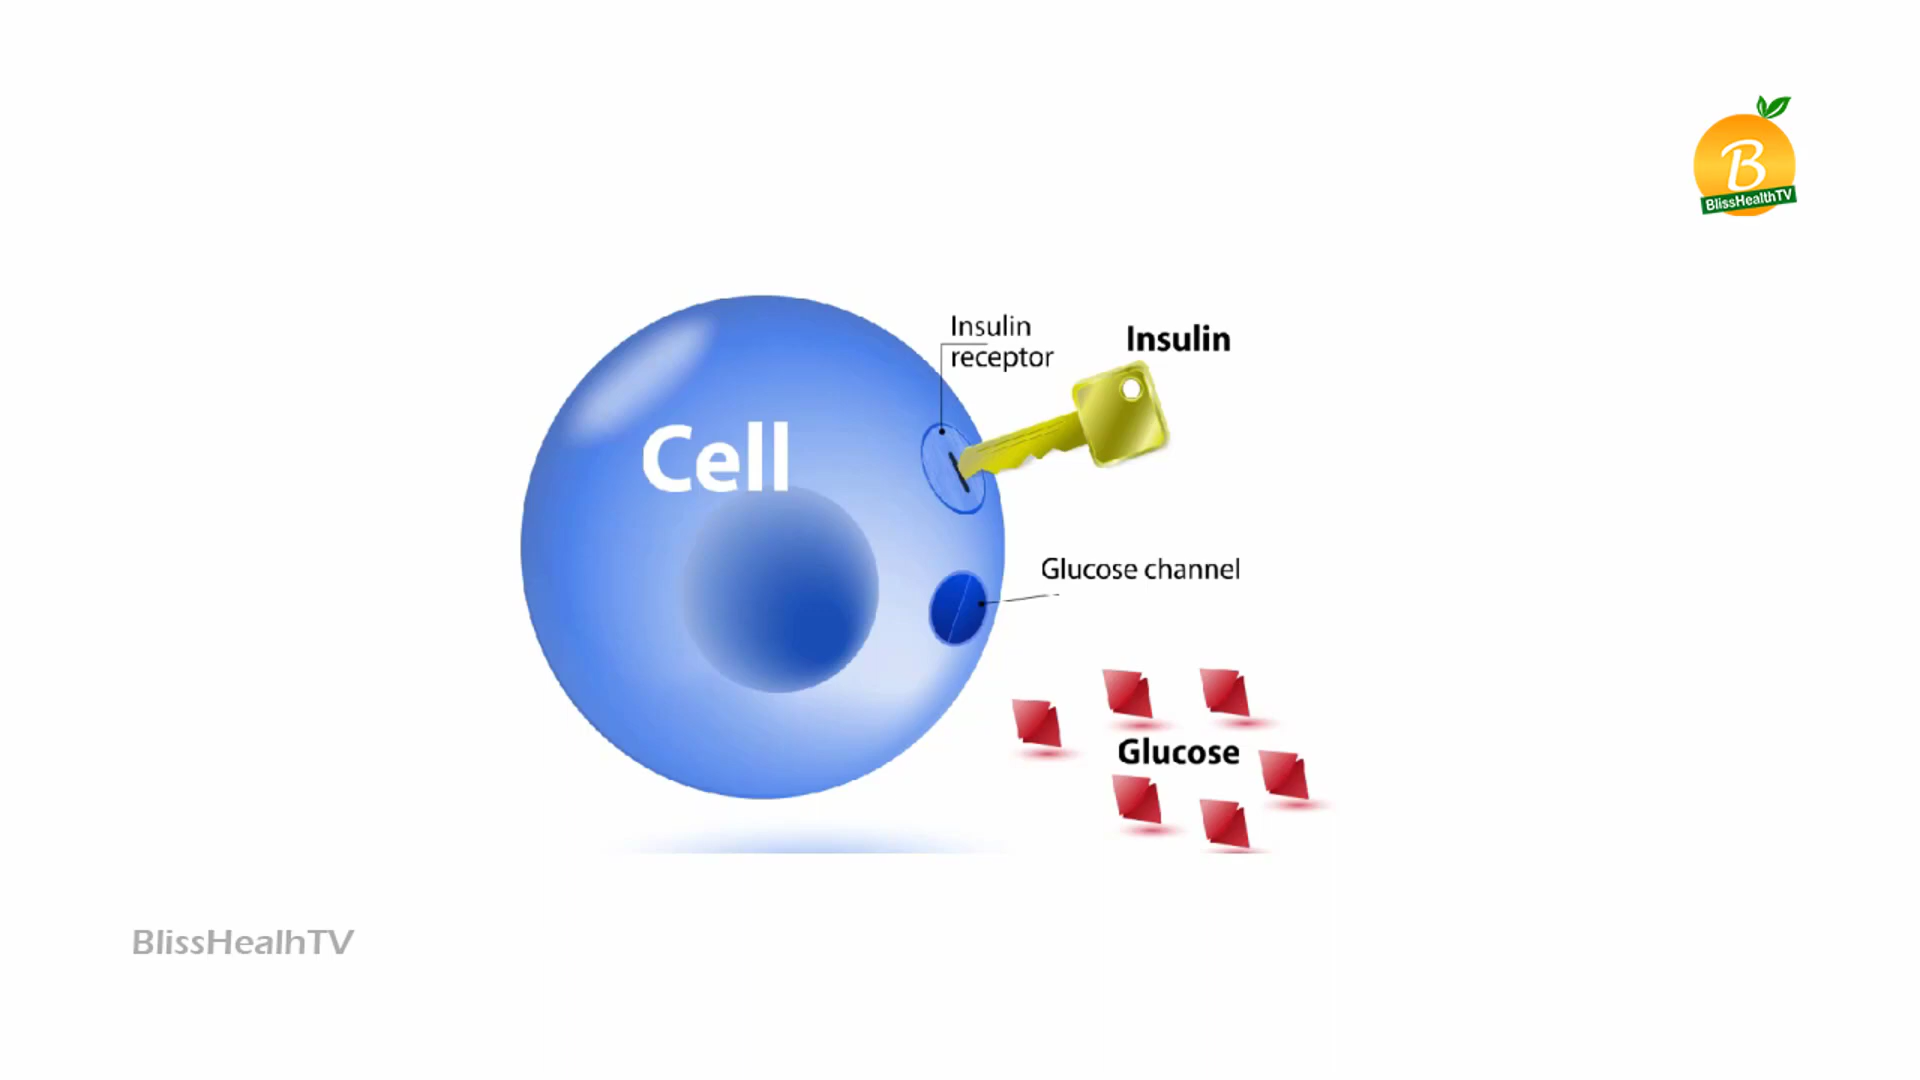 B
BlissHealthTV
Insulin
receptor
Insulin
Cell
Glucose channel
Glucose
BlissHealhTV